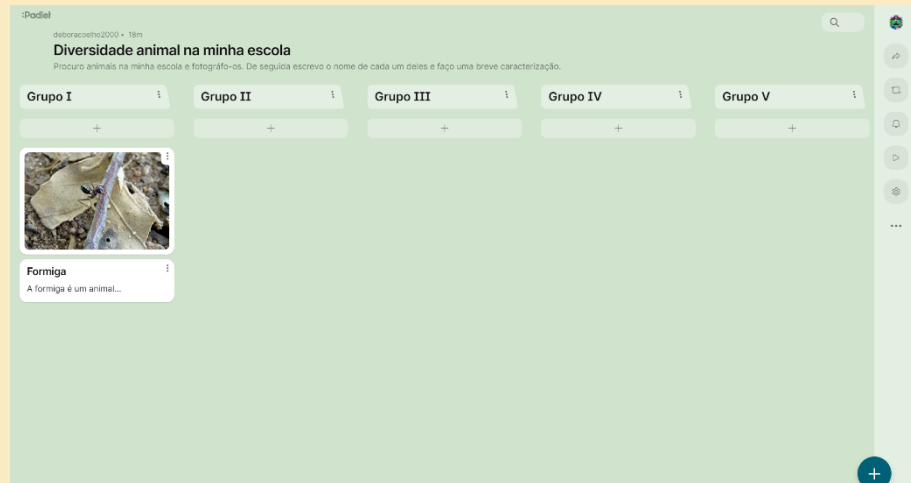 :Padlet
deboracoelho2000 • 18m
Diversidade animal na minha escola
Procuro animais na minha escola e fotográfo-os. De seguida escrevo o nome de cada um deles e faço uma breve caracterização.
Grupo I
Grupo II
Grupo III
Grupo IV
Grupo V
Formiga
A formiga é um animal...